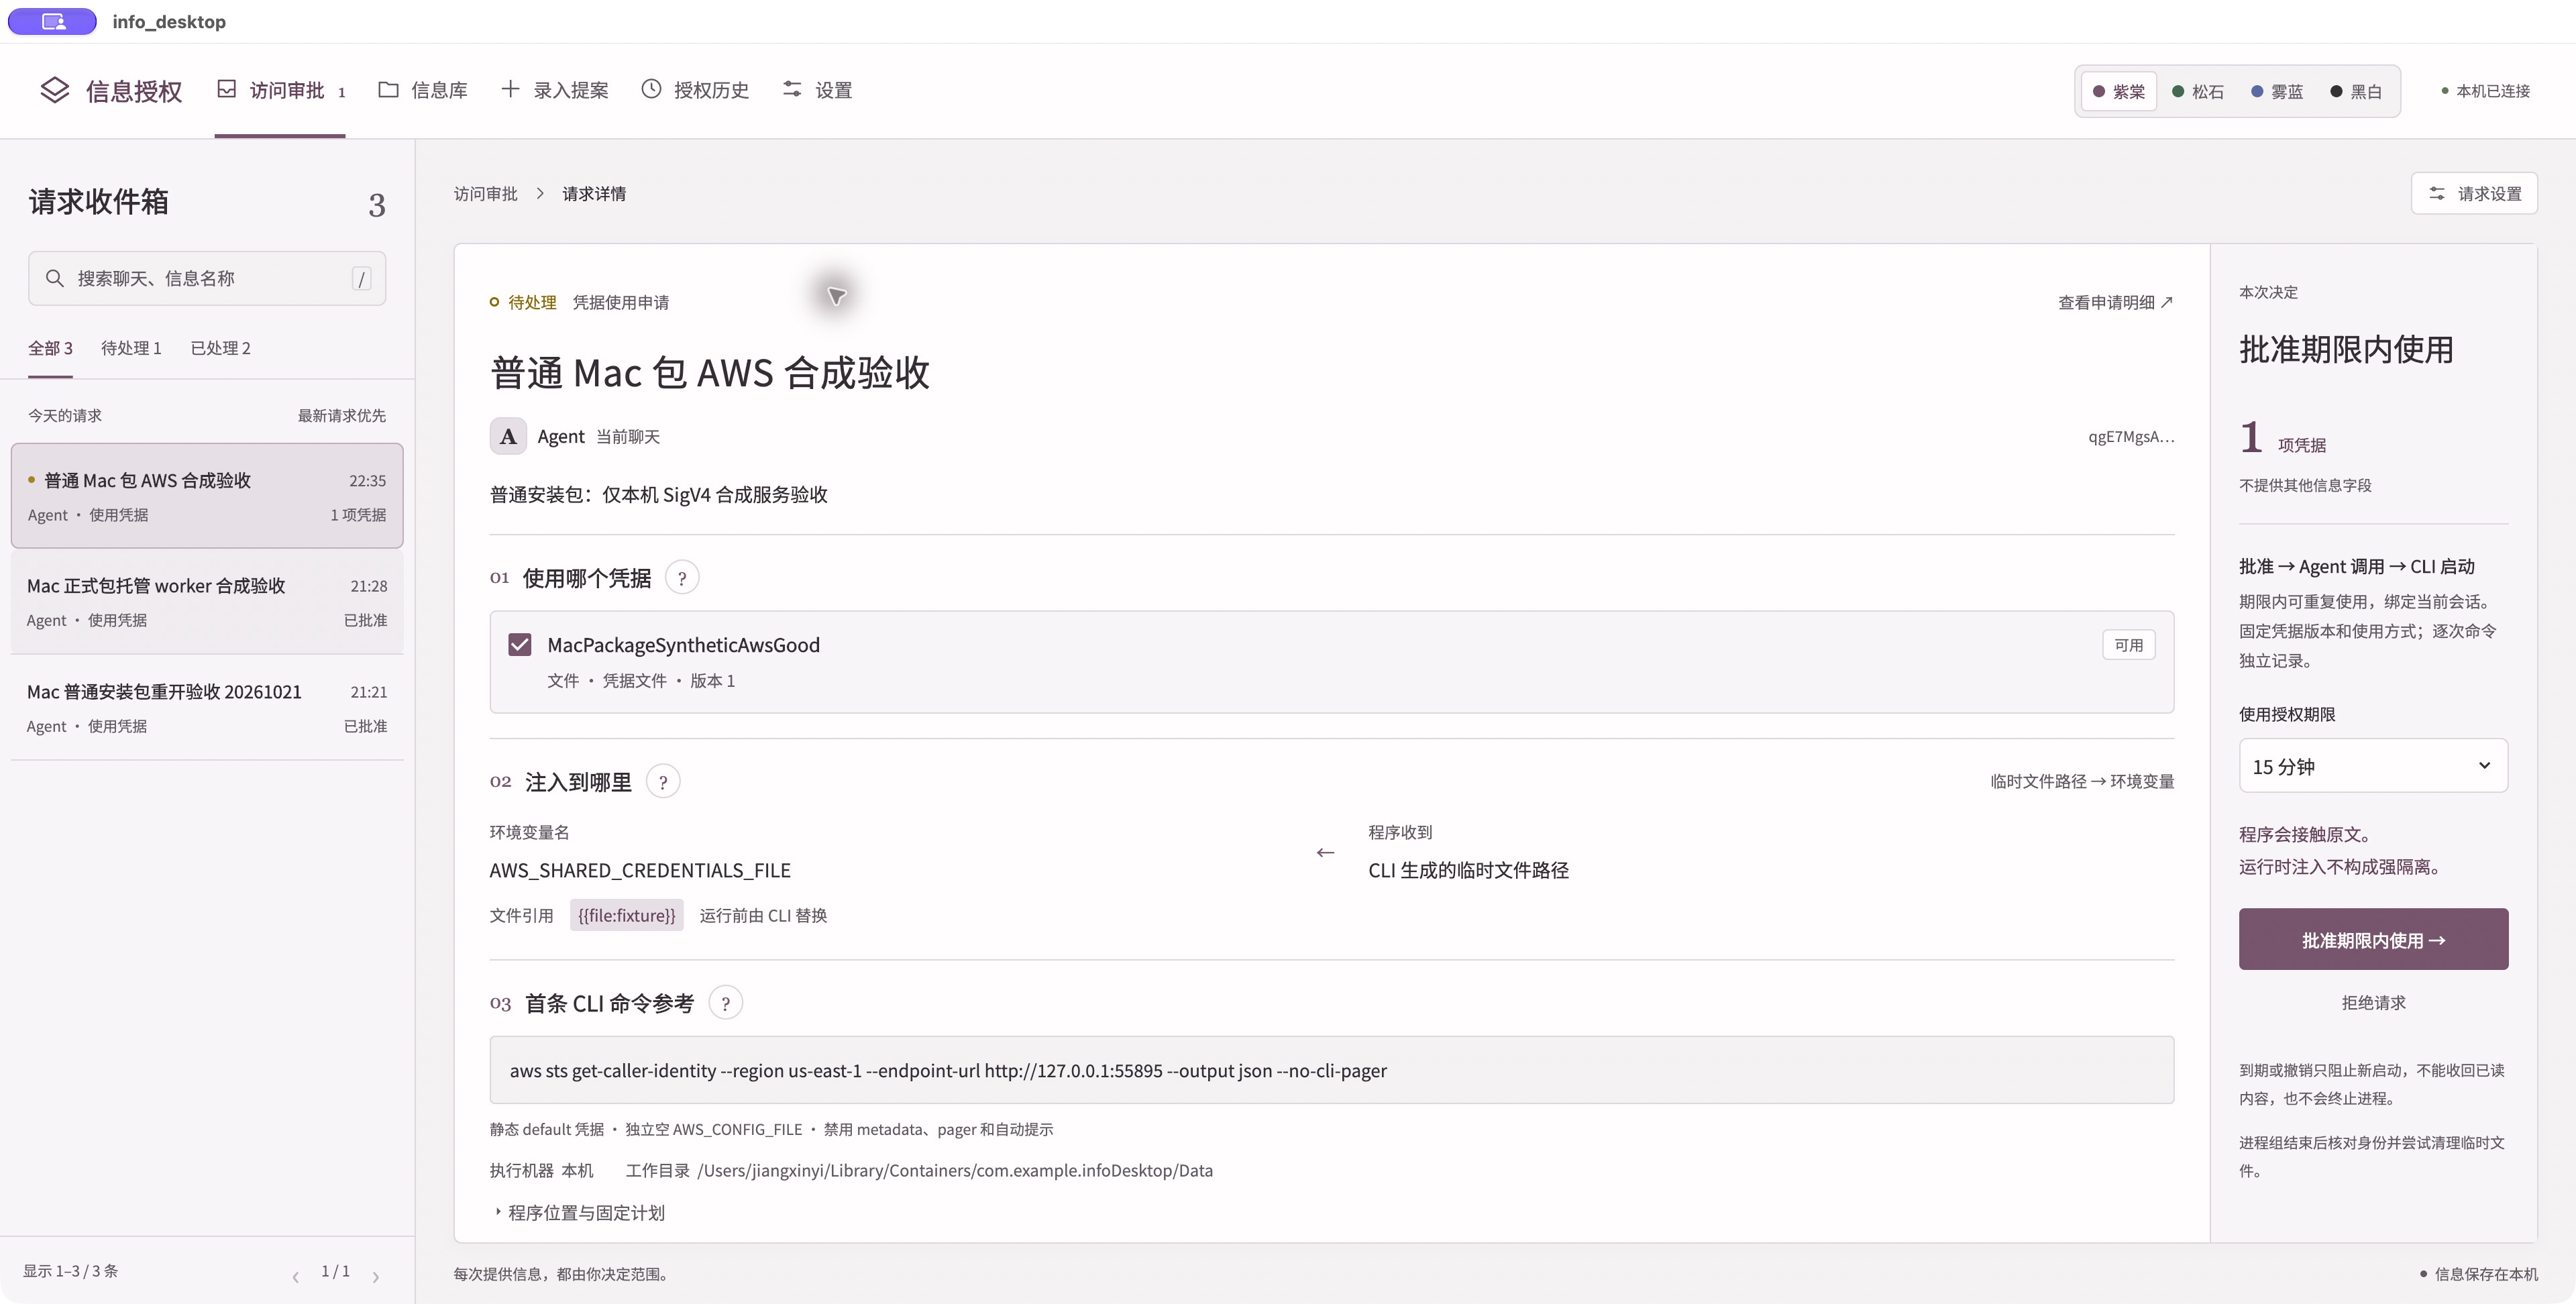 info_desktop
信息授权
访问审批 1
信息库
录入提案
授权历史
设置
紫棠
松石
雾蓝
黑白
本机已连接
请求收件箱
3
搜索聊天、信息名称
/
全部 3
待处理 1
已处理 2
今天的请求
最新请求优先
普通 Mac 包 AWS 合成验收
22:35
Agent · 使用凭据
1 项凭据
Mac 正式包托管 worker 合成验收
21:28
Agent · 使用凭据
已批准
Mac 普通安装包重开验收 20261021
21:21
Agent · 使用凭据
已批准
显示 1–3 / 3 条
‹ 1 / 1 ›
访问审批 > 请求详情
请求设置
待处理 凭据使用申请
查看申请明细 ↗
普通 Mac 包 AWS 合成验收
A Agent 当前聊天
qgE7MgsA…
普通安装包：仅本机 SigV4 合成服务验收
01 使用哪个凭据 ?
MacPackageSyntheticAwsGood
可用
文件 · 凭据文件 · 版本 1
02 注入到哪里 ?
临时文件路径 → 环境变量
环境变量名
AWS_SHARED_CREDENTIALS_FILE
←
程序收到
CLI 生成的临时文件路径
文件引用 {{file:fixture}} 运行前由 CLI 替换
03 首条 CLI 命令参考 ?
aws sts get-caller-identity --region us-east-1 --endpoint-url http://127.0.0.1:55895 --output json --no-cli-pager
静态 default 凭据 · 独立空 AWS_CONFIG_FILE · 禁用 metadata、pager 和自动提示
执行机器 本机 工作目录 /Users/jiangxinyi/Library/Containers/com.example.infoDesktop/Data
程序位置与固定计划
每次提供信息，都由你决定范围。
本次决定
批准期限内使用
1 项凭据
不提供其他信息字段
批准 → Agent 调用 → CLI 启动
期限内可重复使用，绑定当前会话。
固定凭据版本和使用方式；逐次命令
独立记录。
使用授权期限
15 分钟
程序会接触原文。
运行时注入不构成强隔离。
批准期限内使用 →
拒绝请求
到期或撤销只阻止新启动，不能收回已读
内容，也不会终止进程。
进程组结束后核对身份并尝试清理临时文
件。
信息保存在本机